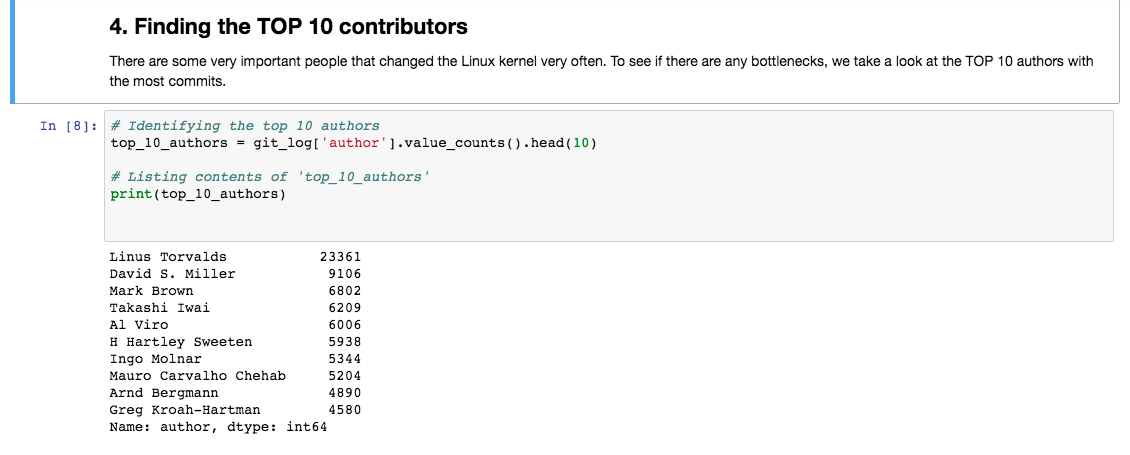 4. Finding the TOP 10 contributors
There are some very important people that changed the Linux kernel very often. To see if there are any bottlenecks, we take a look at the TOP 10 authors with
the most commits.
In [8]: # Identifying the top 10 authors
top_10_authors = git_log['author'].value_counts().head(10)
# Listing contents of 'top_10_authors'
print(top_10_authors)
Linus Torvalds 23361
David S. Miller 9106
Mark Brown 6802
Takashi Iwai 6209
Al Viro 6006
H Hartley Sweeten 5938
Ingo Molnar 5344
Mauro Carvalho Chehab 5204
Arnd Bergmann 4890
Greg Kroah-Hartman 4580
Name: author, dtype: int64